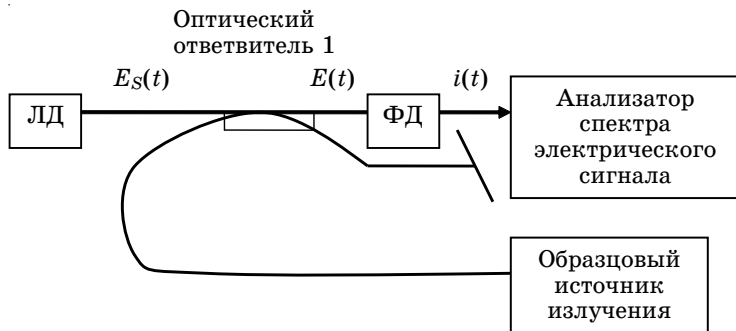 Оптический
ответвитель 1
E_S(t)
E(t)
i(t)
ЛД
ФД
Анализатор
спектра
электрического
сигнала
Образцовый
источник
излучения